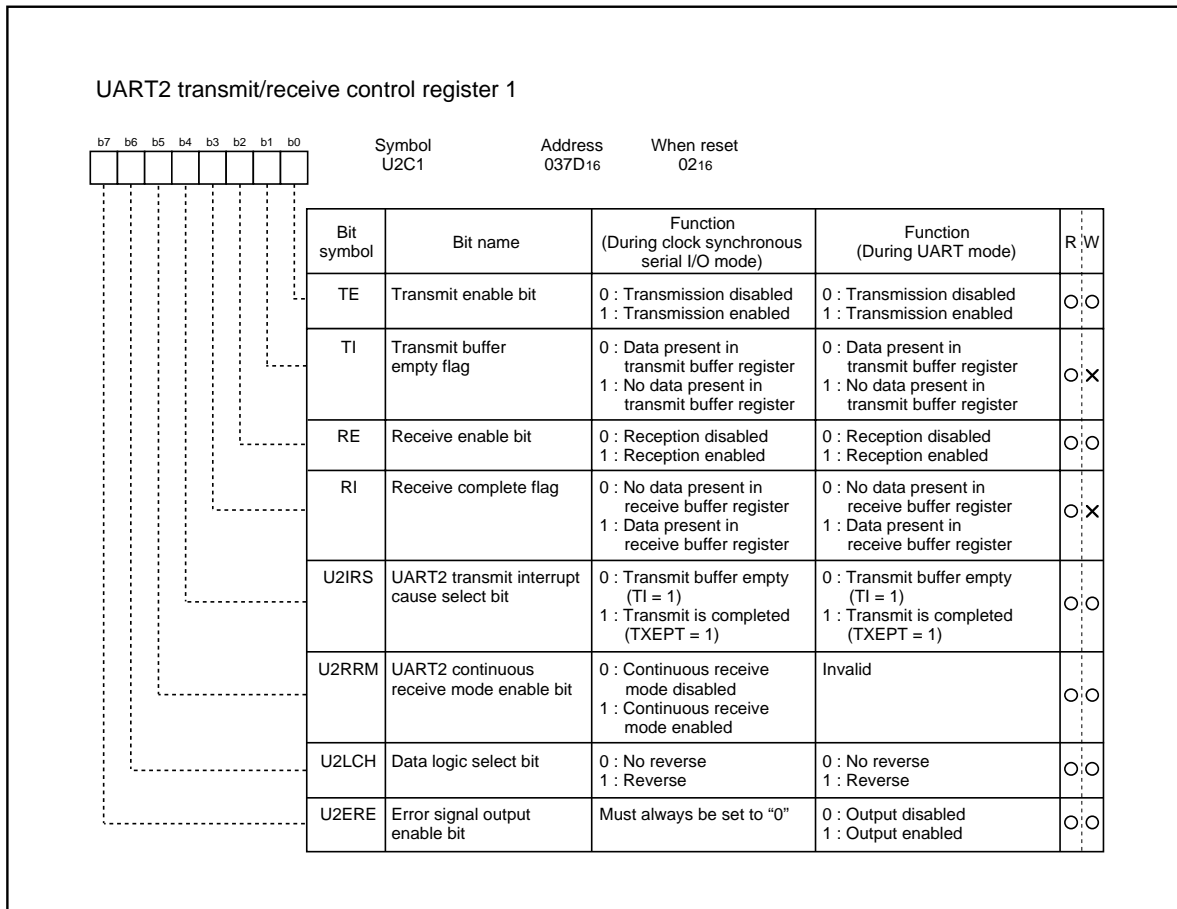 UART2 transmit/receive control register 1
b7 b6 b5 b4 b3 b2 b1 b0
Symbol Address When reset
U2C1 037D16 0216
Bit symbol
Bit name
Function
(During clock synchronous
serial I/O mode)
Function
(During UART mode)
R W
TE
Transmit enable bit
0 : Transmission disabled
1 : Transmission enabled
0 : Transmission disabled
1 : Transmission enabled
TI
Transmit buffer
empty flag
0 : Data present in
transmit buffer register
1 : No data present in
transmit buffer register
0 : Data present in
transmit buffer register
1 : No data present in
transmit buffer register
RE
Receive enable bit
0 : Reception disabled
1 : Reception enabled
0 : Reception disabled
1 : Reception enabled
RI
Receive complete flag
0 : No data present in
receive buffer register
1 : Data present in
receive buffer register
0 : No data present in
receive buffer register
1 : Data present in
receive buffer register
U2IRS
UART2 transmit interrupt
cause select bit
0 : Transmit buffer empty
(TI = 1)
1 : Transmit is completed
(TXEPT = 1)
0 : Transmit buffer empty
(TI = 1)
1 : Transmit is completed
(TXEPT = 1)
U2RRM
UART2 continuous
receive mode enable bit
0 : Continuous receive
mode disabled
1 : Continuous receive
mode enabled
Invalid
U2LCH
Data logic select bit
0 : No reverse
1 : Reverse
0 : No reverse
1 : Reverse
U2ERE
Error signal output
enable bit
Must always be set to “0”
0 : Output disabled
1 : Output enabled